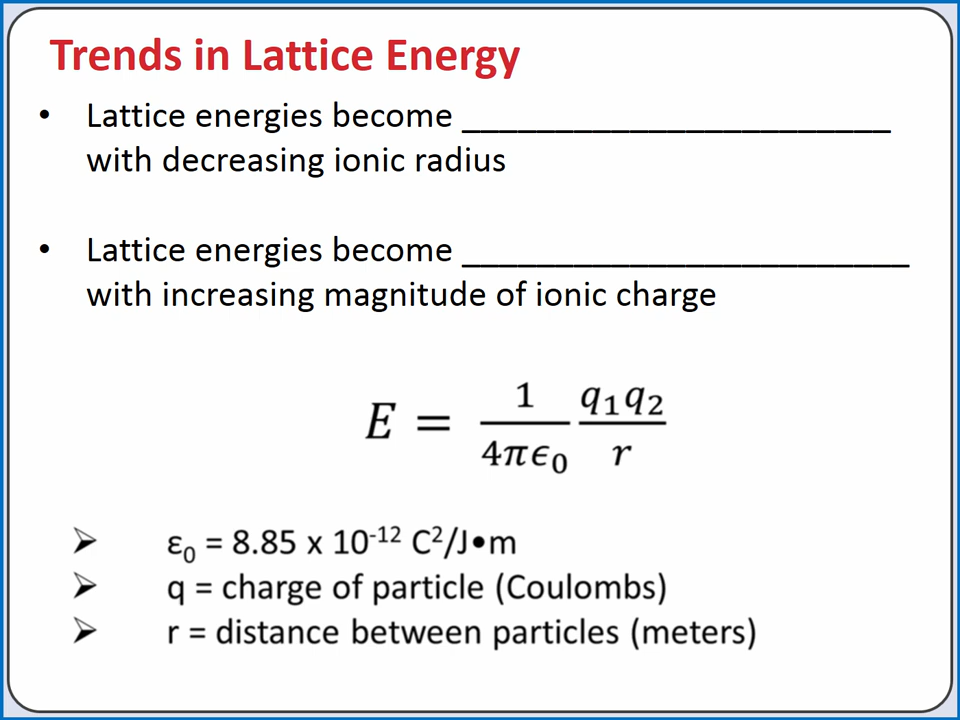 Trends in Lattice Energy
• Lattice energies become _______________________
with decreasing ionic radius
• Lattice energies become ________________________
with increasing magnitude of ionic charge
E = 1/(4πϵ₀) q₁q₂/r
➢ ε₀ = 8.85 x 10⁻¹² C²/J•m
➢ q = charge of particle (Coulombs)
➢ r = distance between particles (meters)